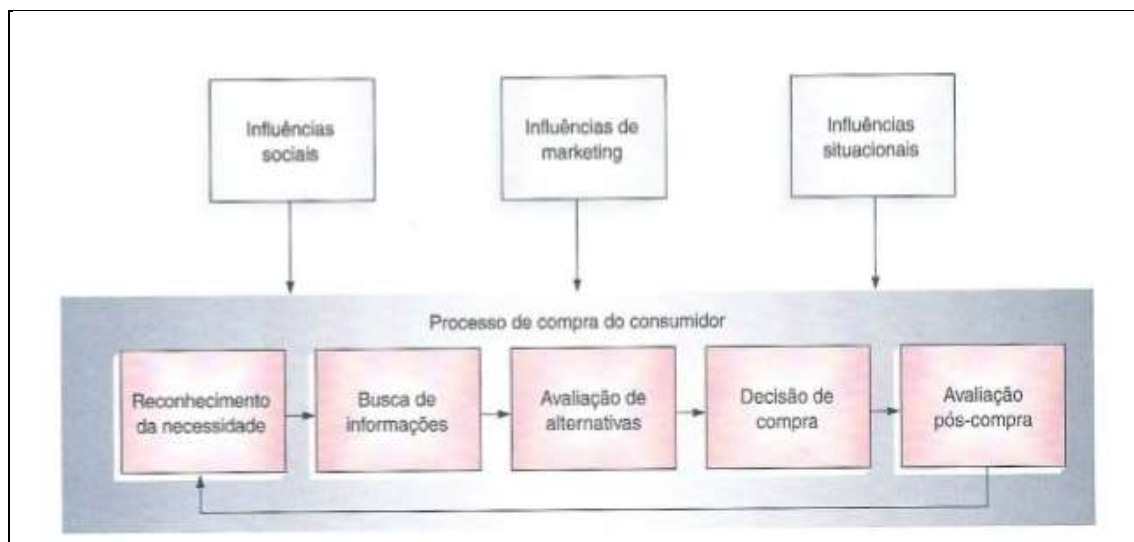 Influências
sociais
Influências de
marketing
Influências
situacionais
Processo de compra do consumidor
Reconhecimento
da necessidade
Busca de
informações
Avaliação de
alternativas
Decisão de
compra
Avaliação
pós-compra